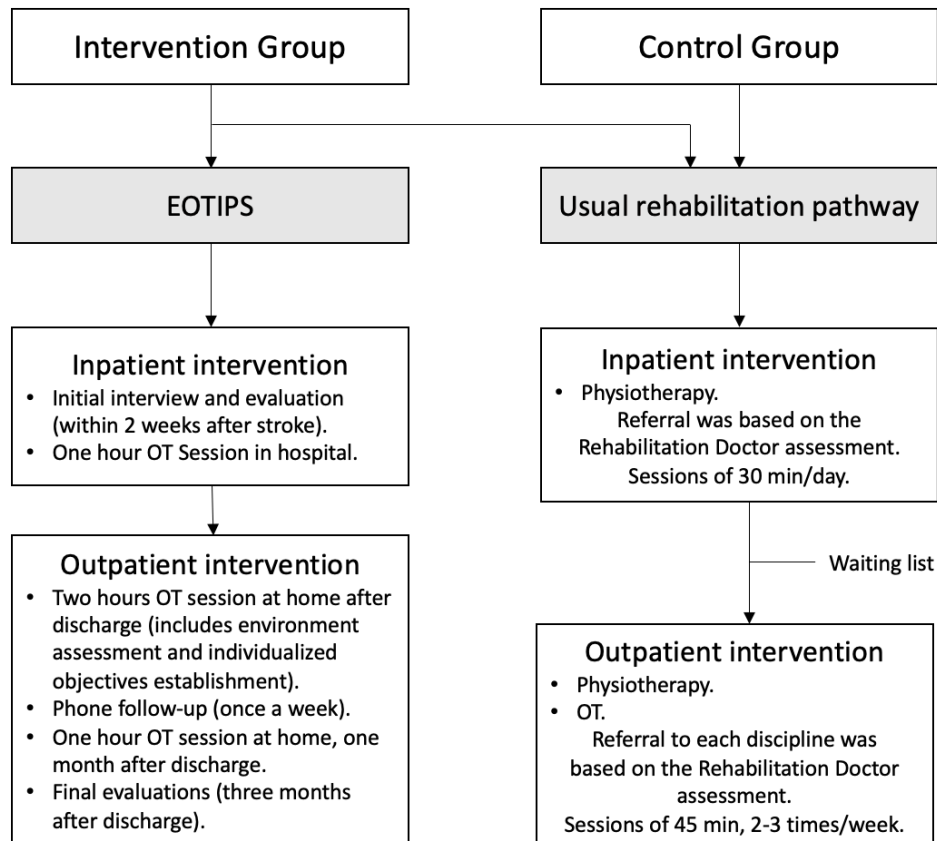 Intervention Group
Control Group
EOTIPS
Usual rehabilitation pathway
Inpatient intervention
• Initial interview and evaluation
(within 2 weeks after stroke).
• One hour OT Session in hospital.
Inpatient intervention
• Physiotherapy.
Referral was based on the
Rehabilitation Doctor assessment.
Sessions of 30 min/day.
Waiting list
Outpatient intervention
• Two hours OT session at home after
discharge (includes environment
assessment and individualized
objectives establishment).
• Phone follow-up (once a week).
• One hour OT session at home, one
month after discharge.
• Final evaluations (three months
after discharge).
Outpatient intervention
• Physiotherapy.
• OT.
Referral to each discipline was
based on the Rehabilitation Doctor
assessment.
Sessions of 45 min, 2-3 times/week.